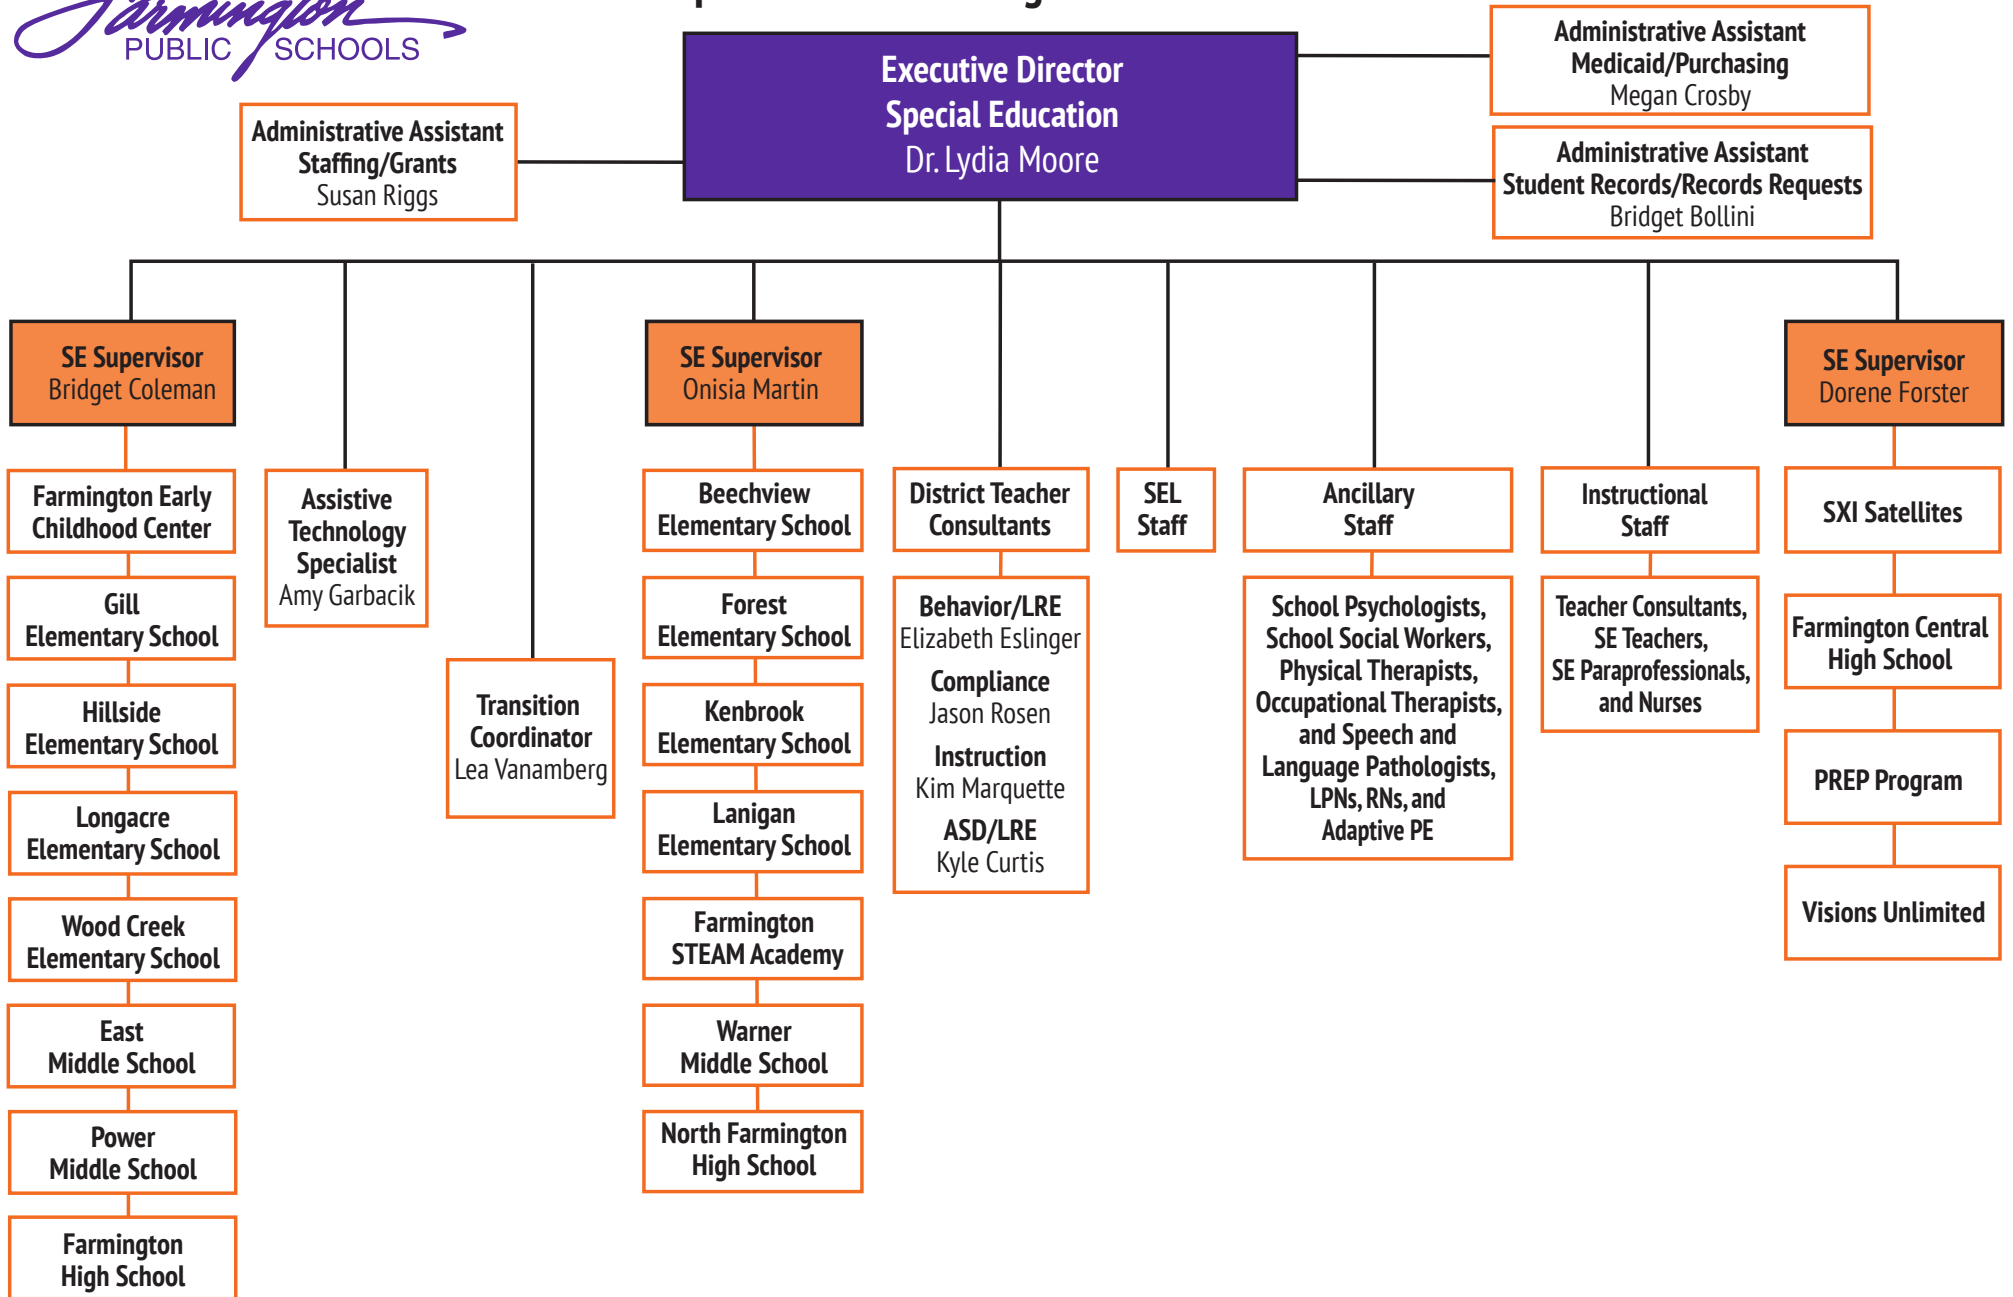 Farmington
PUBLIC SCHOOLS
Executive Director
Special Education
Dr. Lydia Moore
Administrative Assistant
Medicaid/Purchasing
Megan Crosby
Administrative Assistant
Staffing/Grants
Susan Riggs
Administrative Assistant
Student Records/Records Requests
Bridget Bollini
SE Supervisor
Bridget Coleman
Farmington Early
Childhood Center
Gill
Elementary School
Hillside
Elementary School
Longacre
Elementary School
Wood Creek
Elementary School
East
Middle School
Power
Middle School
Farmington
High School
Assistive
Technology
Specialist
Amy Garbacik
Transition
Coordinator
Lea Vanamberg
SE Supervisor
Onisia Martin
Beechview
Elementary School
Forest
Elementary School
Kenbrook
Elementary School
Lanigan
Elementary School
Farmington
STEAM Academy
Warner
Middle School
North Farmington
High School
District Teacher
Consultants
Behavior/LRE
Elizabeth Eslinger
Compliance
Jason Rosen
Instruction
Kim Marquette
ASD/LRE
Kyle Curtis
SEL
Staff
Ancillary
Staff
School Psychologists,
School Social Workers,
Physical Therapists,
Occupational Therapists,
and Speech and
Language Pathologists,
LPNs, RNs, and
Adaptive PE
Instructional
Staff
Teacher Consultants,
SE Teachers,
SE Paraprofessionals,
and Nurses
SE Supervisor
Dorene Forster
SXI Satellites
Farmington Central
High School
PREP Program
Visions Unlimited